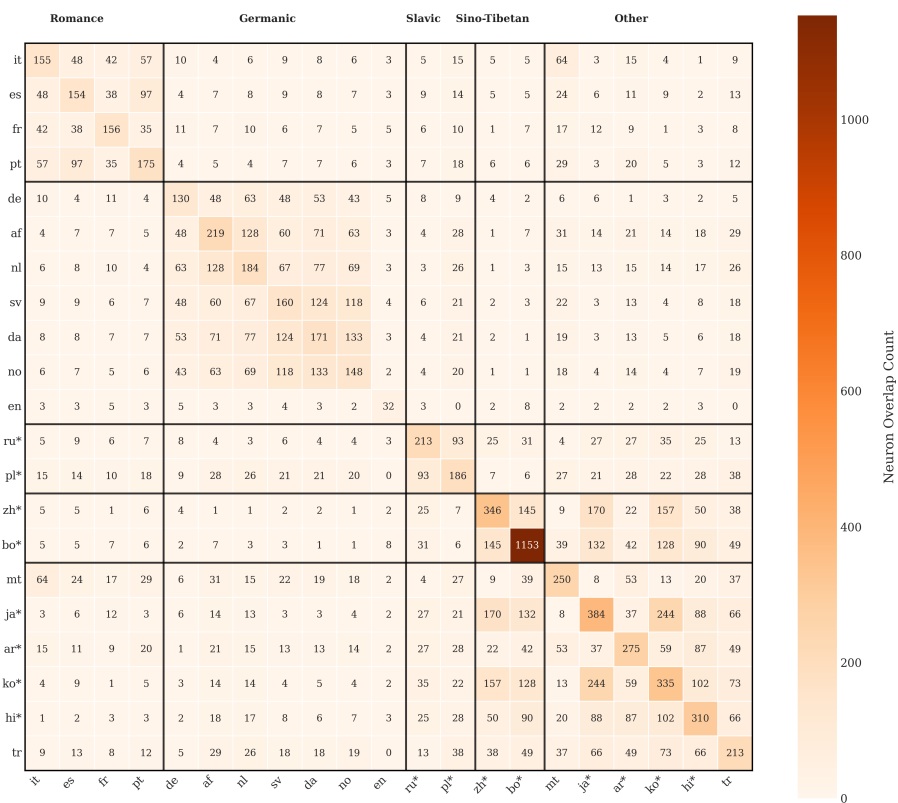 Romance Germanic Slavic Sino-Tibetan Other
it 155 48 42 57 10 4 6 9 8 6 3 5 15 5 5 64 3 15 4 1 9
es 48 154 38 97 4 7 8 9 8 7 3 9 14 5 5 24 6 11 9 2 13
fr 42 38 156 35 11 7 10 6 7 5 5 6 10 1 7 17 12 9 1 3 8
pt 57 97 35 175 4 5 4 7 7 6 3 7 18 6 6 29 3 20 5 3 12
de 10 4 11 4 130 48 63 48 53 43 5 8 9 4 2 6 6 1 3 2 5
af 4 7 7 5 48 219 128 60 71 63 3 4 28 1 7 31 14 21 14 18 29
nl 6 8 10 4 63 128 184 67 77 69 3 3 26 1 3 15 13 15 14 17 26
sv 9 9 6 7 48 60 67 160 124 118 4 6 21 2 3 22 3 13 4 8 18
da 8 8 7 7 53 71 77 124 171 133 3 4 21 2 1 19 3 13 5 6 18
no 6 7 5 6 43 63 69 118 133 148 2 4 20 1 1 18 4 14 4 7 19
en 3 3 5 3 5 3 3 4 3 2 32 3 0 2 8 2 2 2 2 3 0
ru* 5 9 6 7 8 4 3 6 4 4 3 213 93 25 31 4 27 27 35 25 13
pl* 15 14 10 18 9 28 26 21 21 20 0 93 186 7 6 27 21 28 22 28 38
zh* 5 5 1 6 4 1 1 2 2 1 2 25 7 346 145 9 170 22 157 50 38
bo* 5 5 7 6 2 7 3 3 1 1 8 31 6 145 1153 39 132 42 128 90 49
mt 64 24 17 29 6 31 15 22 19 18 2 4 27 9 39 250 8 53 13 20 37
ja* 3 6 12 3 6 14 13 3 3 4 2 27 21 170 132 8 384 37 244 88 66
ar* 15 11 9 20 1 21 15 13 13 14 2 27 28 22 42 53 37 275 59 87 49
ko* 4 9 1 5 3 14 14 4 5 4 2 35 22 157 128 13 244 59 335 102 73
hi* 1 2 3 3 2 18 17 8 6 7 3 25 28 50 90 20 88 87 102 310 66
tr 9 13 8 12 5 29 26 18 18 19 0 13 38 38 49 37 66 49 73 66 213
it es fr pt de af nl sv da no en ru* pl* zh* bo* mt ja* ar* ko* hi* tr
1000
800
600
400
200
0
Neuron Overlap Count